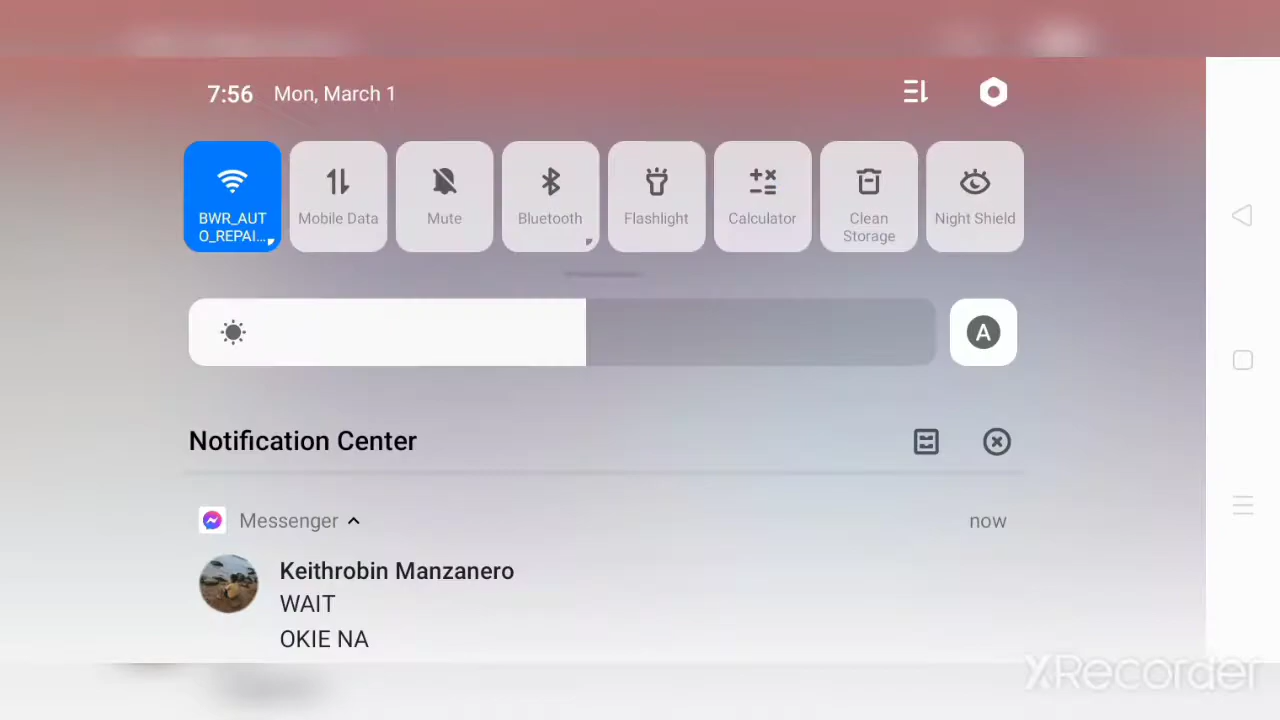 7:56 Mon, March 1
BWR_AUT
O_REPAI...
Mobile Data
Mute
Bluetooth
Flashlight
Calculator
Clean
Storage
Night Shield
A
Notification Center
Messenger now
Keithrobin Manzanero
WAIT
OKIE NA
XRecorder